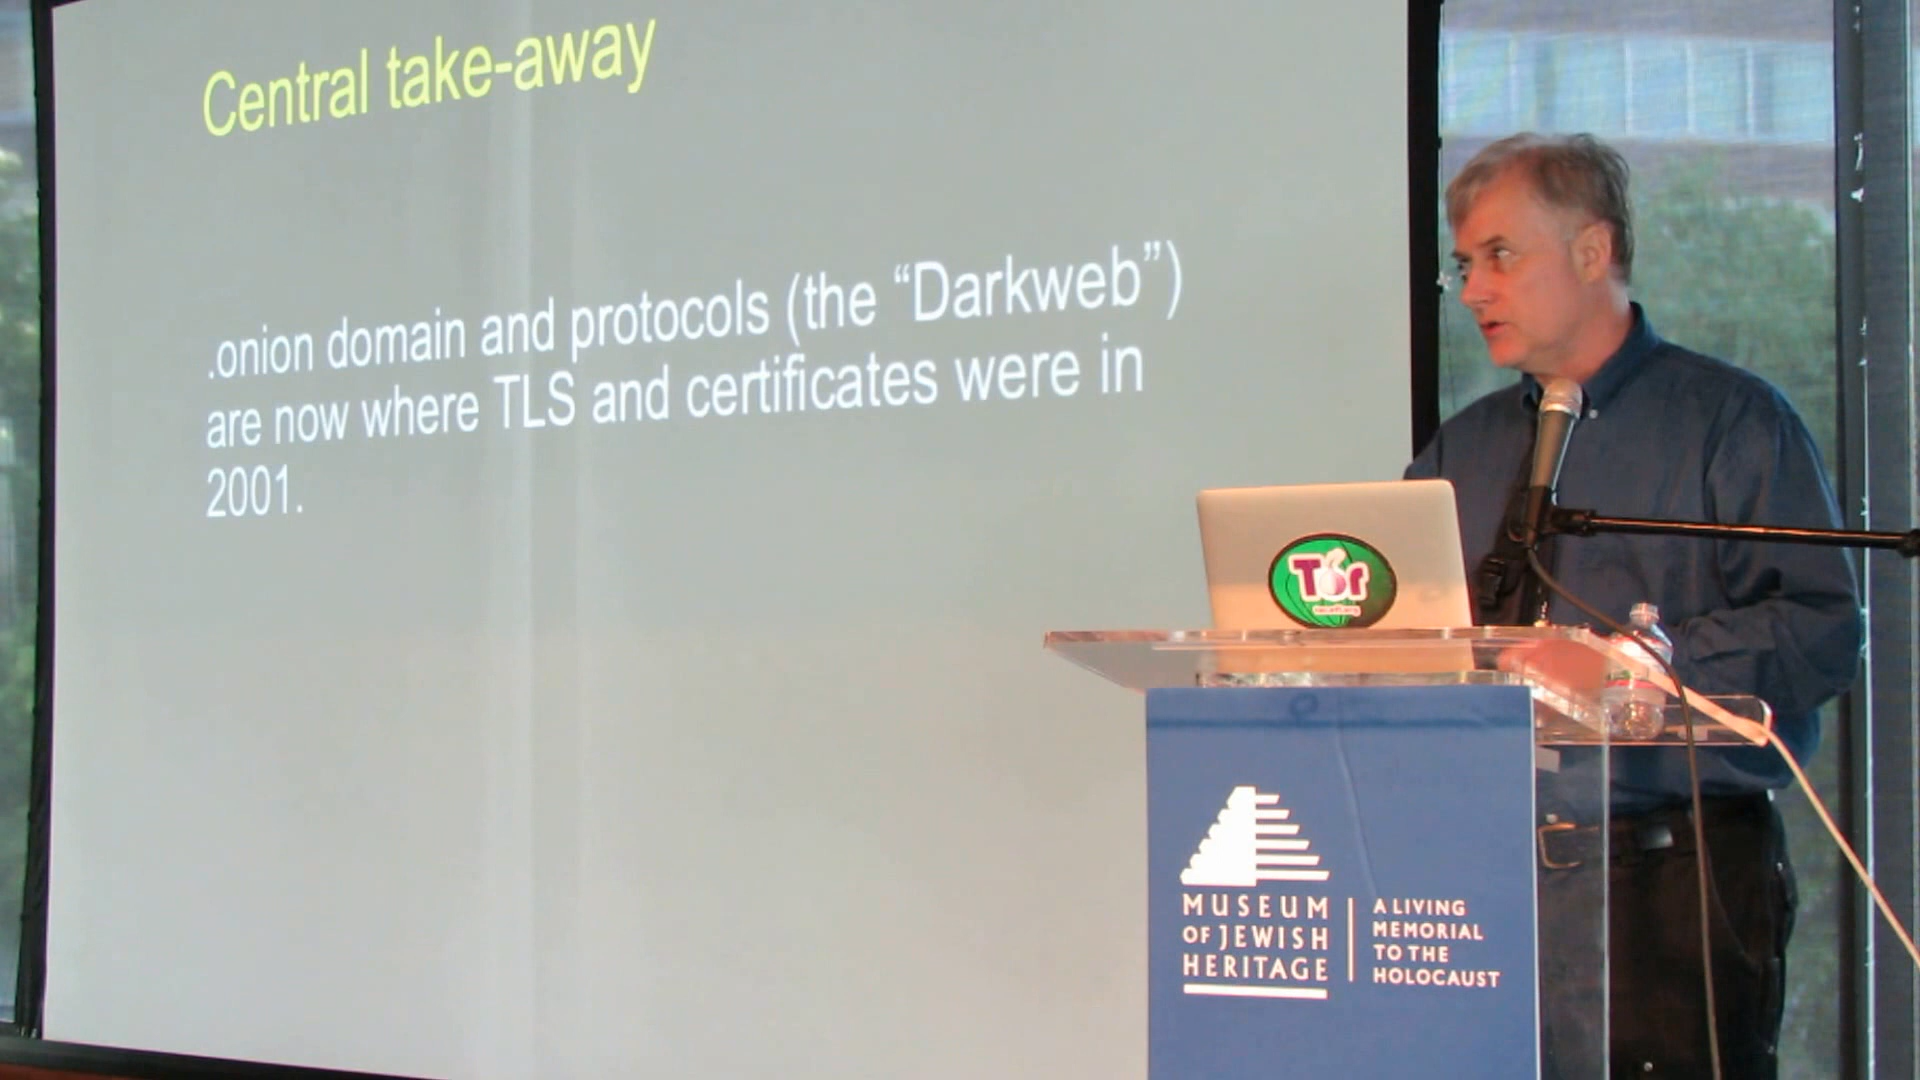 Central take-away
.onion domain and protocols (the “Darkweb”)
are now where TLS and certificates were in
2001.
Tor
MUSEUM
OF JEWISH
HERITAGE
A LIVING
MEMORIAL
TO THE
HOLOCAUST